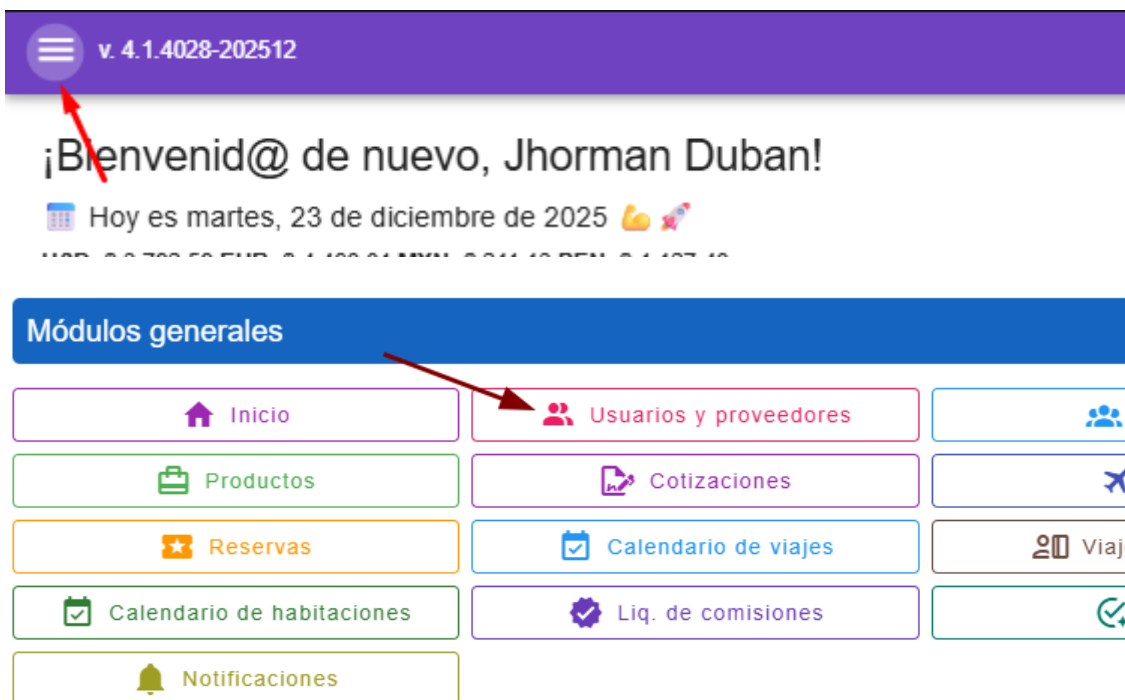 v. 4.1.4028-202512
¡Bienvenid@ de nuevo, Jhorman Duban!
Hoy es martes, 23 de diciembre de 2025
Módulos generales
Inicio
Usuarios y proveedores
Productos
Cotizaciones
Reservas
Calendario de viajes
Calendario de habitaciones
Liq. de comisiones
Notificaciones